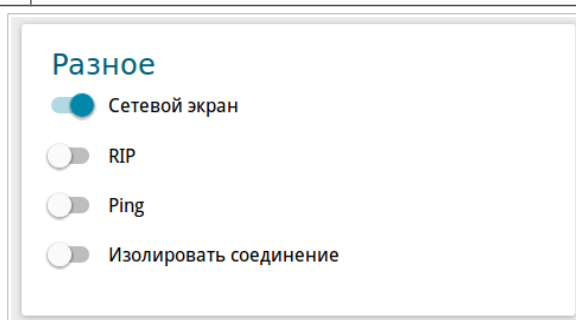 Разное
Сетевой экран
RIP
Ping
Изолировать соединение